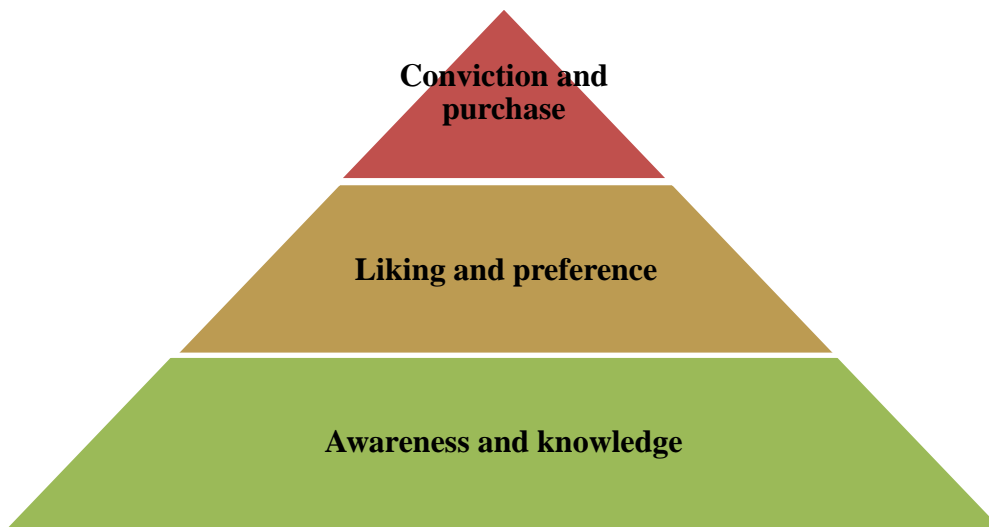 Conviction and
purchase
Liking and preference
Awareness and knowledge